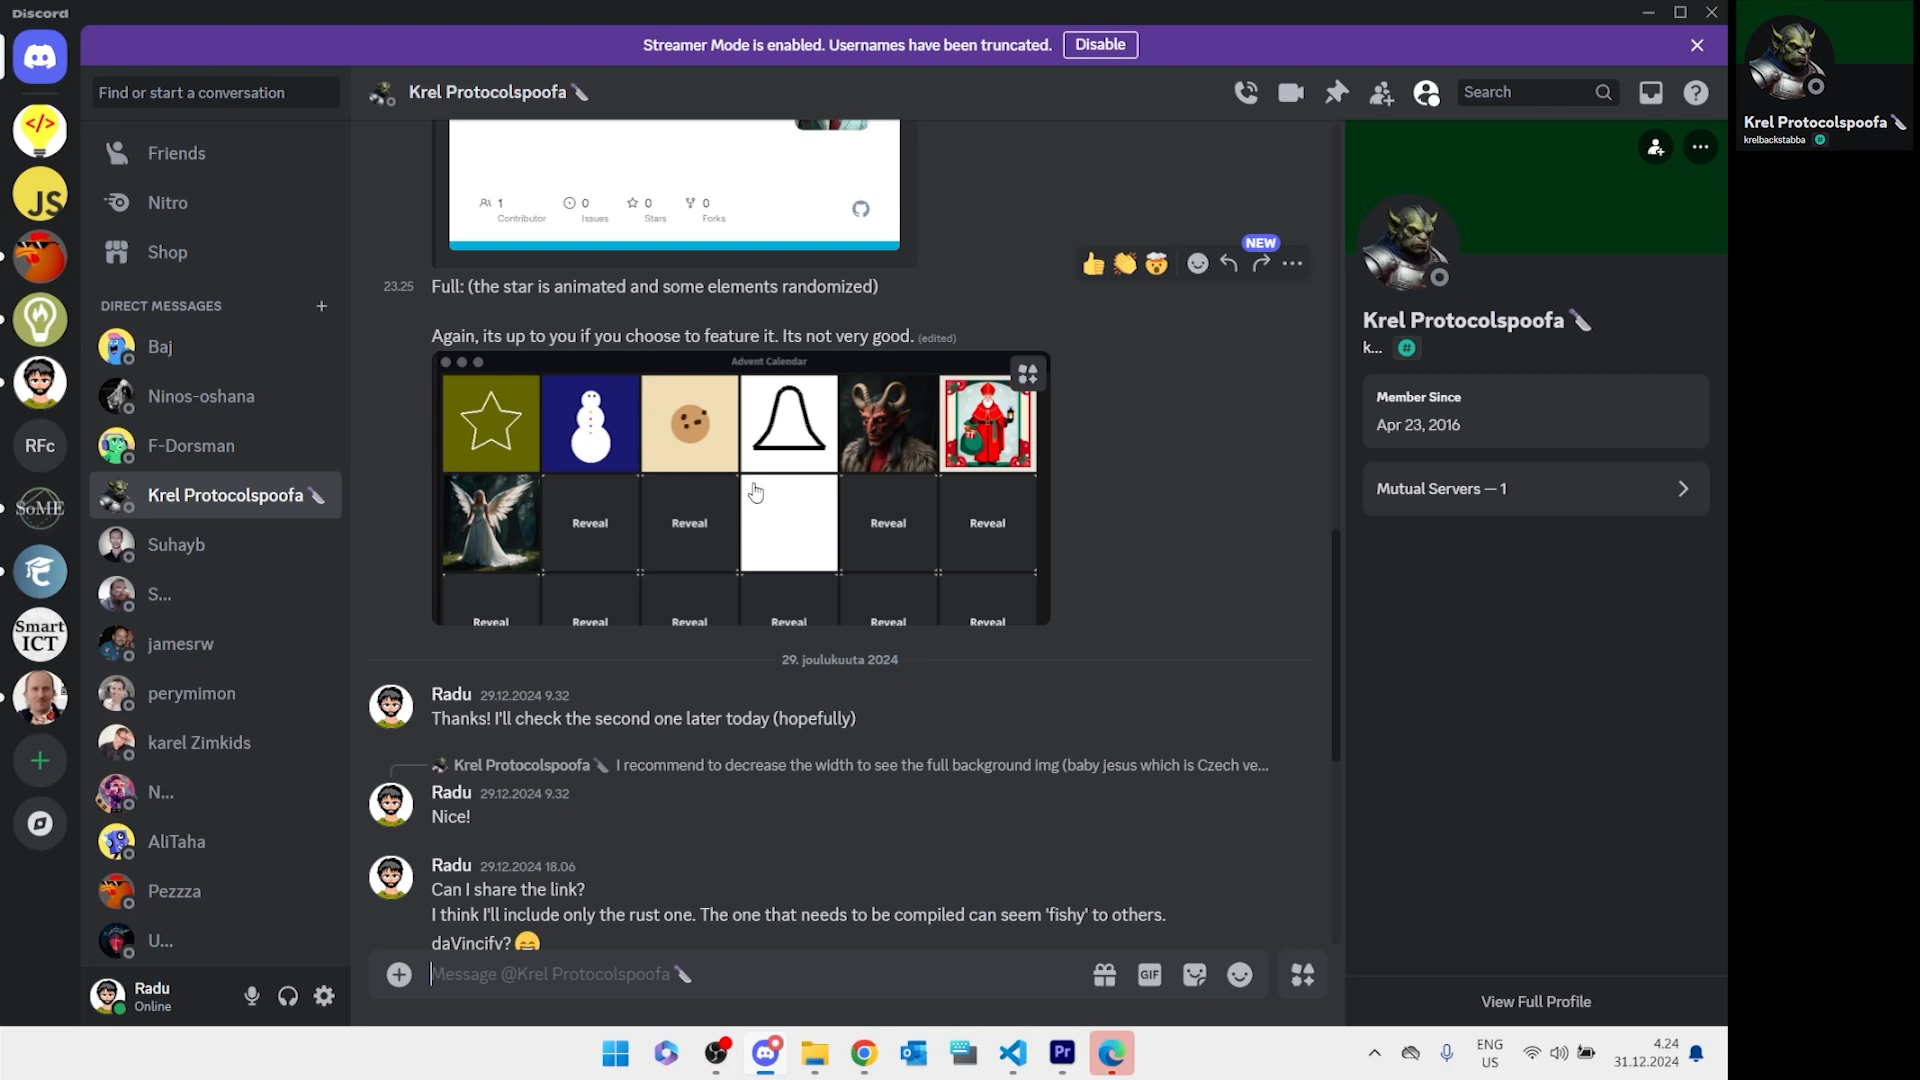 Discord
Streamer Mode is enabled. Usernames have been truncated.
Disable
Find or start a conversation
Krel Protocolspoofa
Search
Krel Protocolspoofa
krelbackstabba
</>
JS
RFc
SoME
Smart
ICT
Friends
Nitro
Shop
DIRECT MESSAGES
Baj
Ninos-oshana
F-Dorsman
Krel Protocolspoofa
Suhayb
S...
jamesrw
perymimon
karel Zimkids
N...
AliTaha
Pezzza
U...
Radu
Online
1
Contributor
0
Issues
0
Stars
0
Forks
NEW
23.25
Full: (the star is animated and some elements randomized)
Again, its up to you if you choose to feature it. Its not very good. (edited)
Advent Calendar
Reveal
Reveal
Reveal
Reveal
Reveal
Reveal
Reveal
Reveal
Reveal
Reveal
29. joulukuuta 2024
Radu 29.12.2024 9.32
Thanks! I'll check the second one later today (hopefully)
Krel Protocolspoofa I recommend to decrease the width to see the full background img (baby jesus which is Czech ve...
Radu 29.12.2024 9.32
Nice!
Radu 29.12.2024 18.06
Can I share the link?
I think I'll include only the rust one. The one that needs to be compiled can seem 'fishy' to others.
daVincify?
Message @Krel Protocolspoofa
GIF
Krel Protocolspoofa
k...
Member Since
Apr 23, 2016
Mutual Servers — 1
View Full Profile
Pr
ENG
US
4.24
31.12.2024